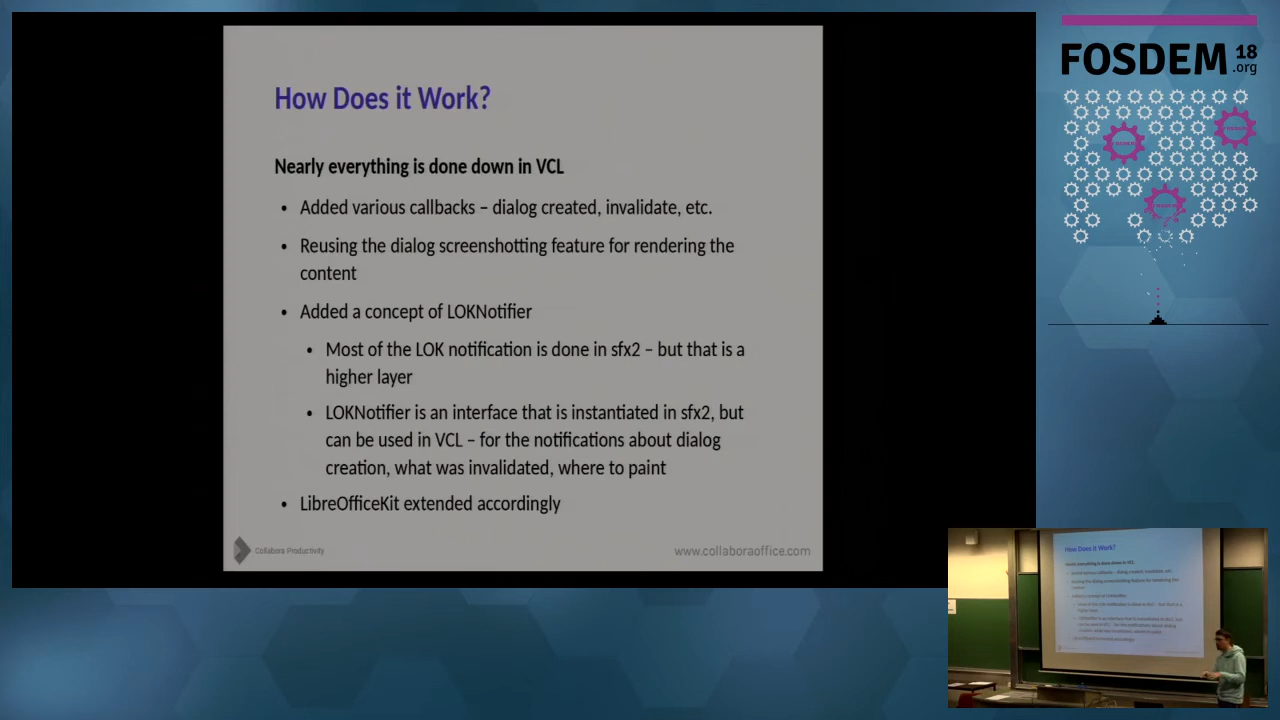 How Does it Work?
Nearly everything is done down in VCL
• Added various callbacks – dialog created, invalidate, etc.
• Reusing the dialog screenshotting feature for rendering the
content
• Added a concept of LOKNotifier
• Most of the LOK notification is done in sfx2 – but that is a
higher layer
• LOKNotifier is an interface that is instantiated in sfx2, but
can be used in VCL – for the notifications about dialog
creation, what was invalidated, where to paint
• LibreOfficeKit extended accordingly
Collabora Productivity
www.collaboraoffice.com
FOSDEM 18
.org
How Does it Work?